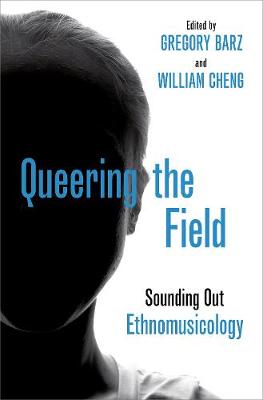 Edited by
GREGORY BARZ
and
WILLIAM CHENG
Queering the
Field
Sounding Out
Ethnomusicology